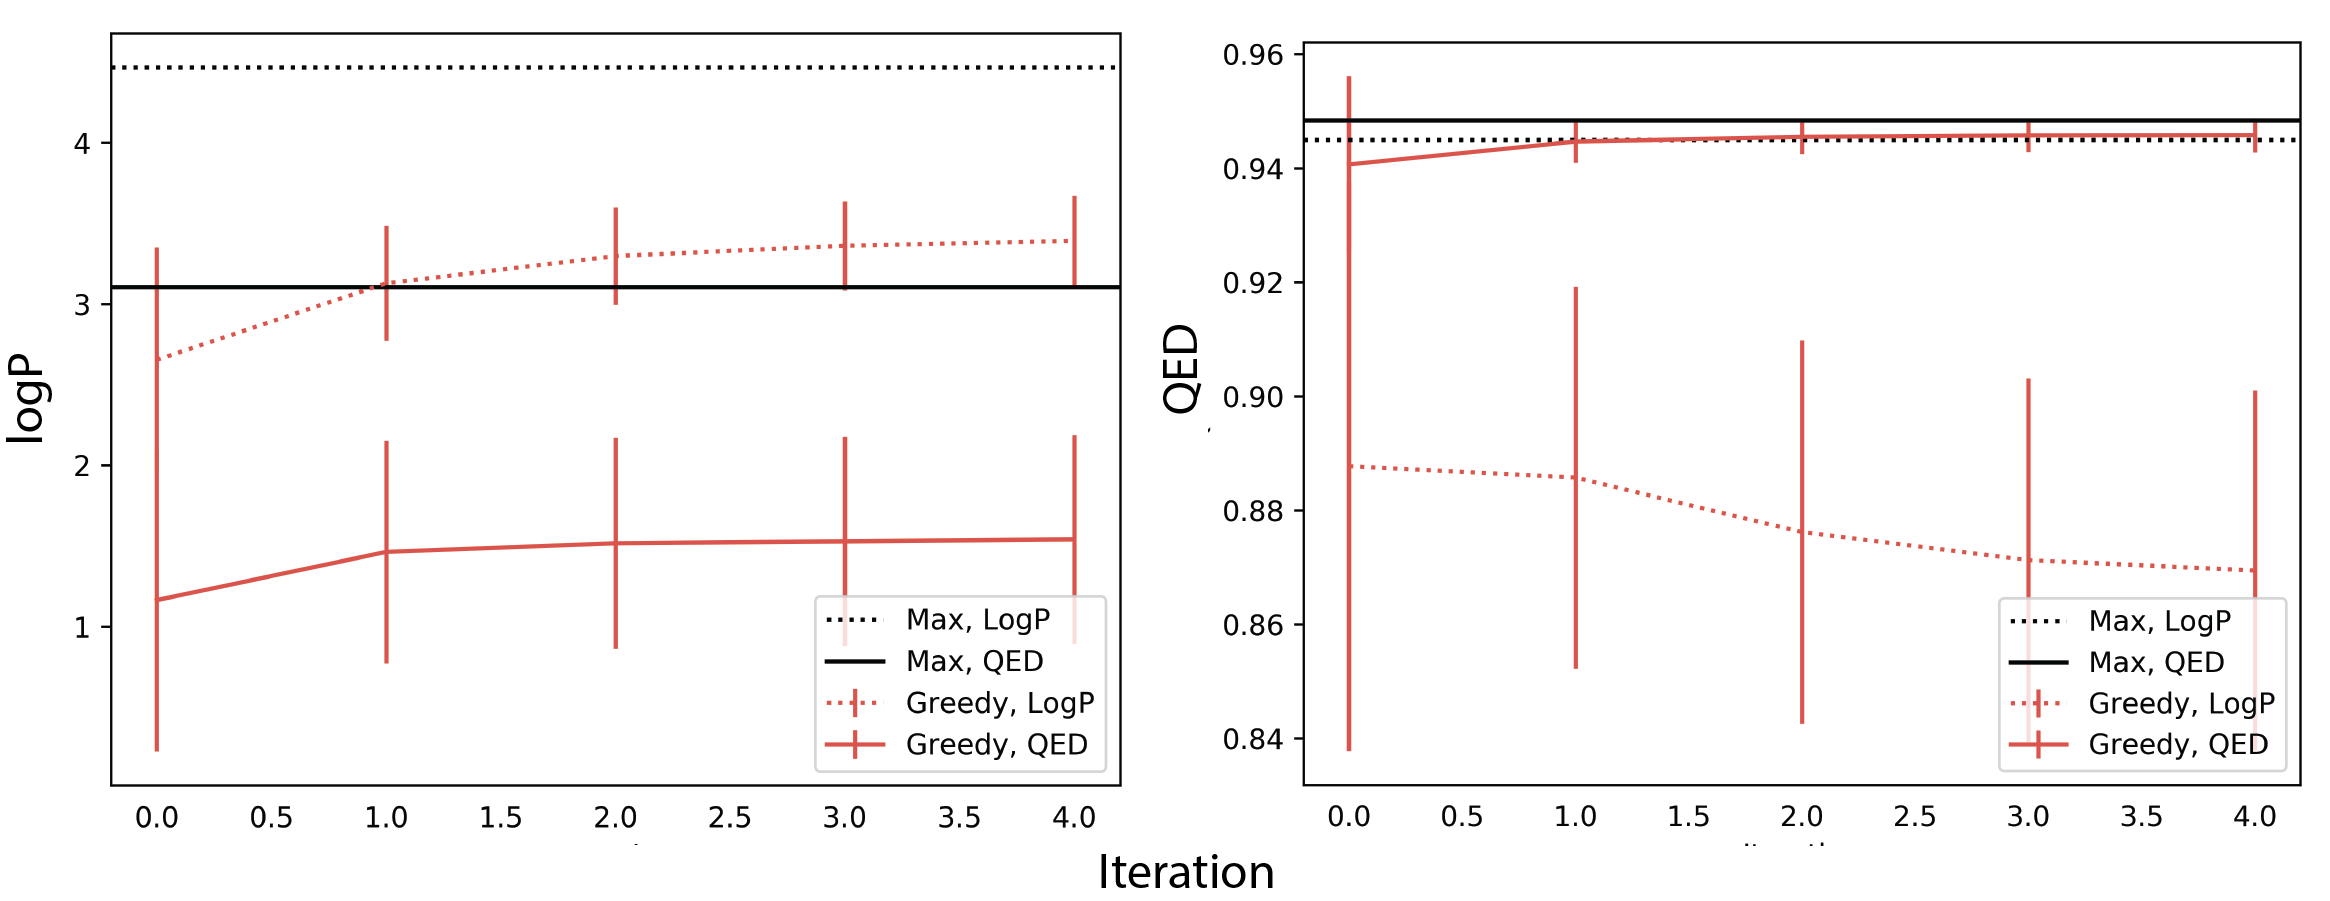 logP
4
3
2
1
0.0 0.5 1.0 1.5 2.0 2.5 3.0 3.5 4.0
Max, LogP
Max, QED
Greedy, LogP
Greedy, QED
QED
0.96
0.94
0.92
0.90
0.88
0.86
0.84
0.0 0.5 1.0 1.5 2.0 2.5 3.0 3.5 4.0
Max, LogP
Max, QED
Greedy, LogP
Greedy, QED
Iteration